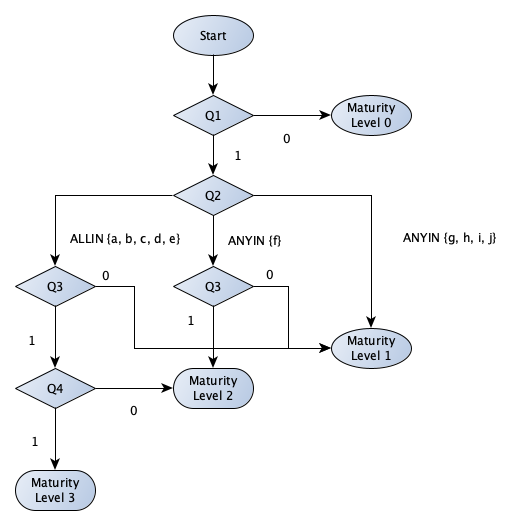 Start
Q1
Maturity
Level 0
0
1
Q2
ALLIN {a, b, c, d, e}
ANYIN {f}
ANYIN {g, h, i, j}
Q3
0
Q3
0
1
1
Maturity
Level 1
Q4
0
Maturity
Level 2
1
Maturity
Level 3